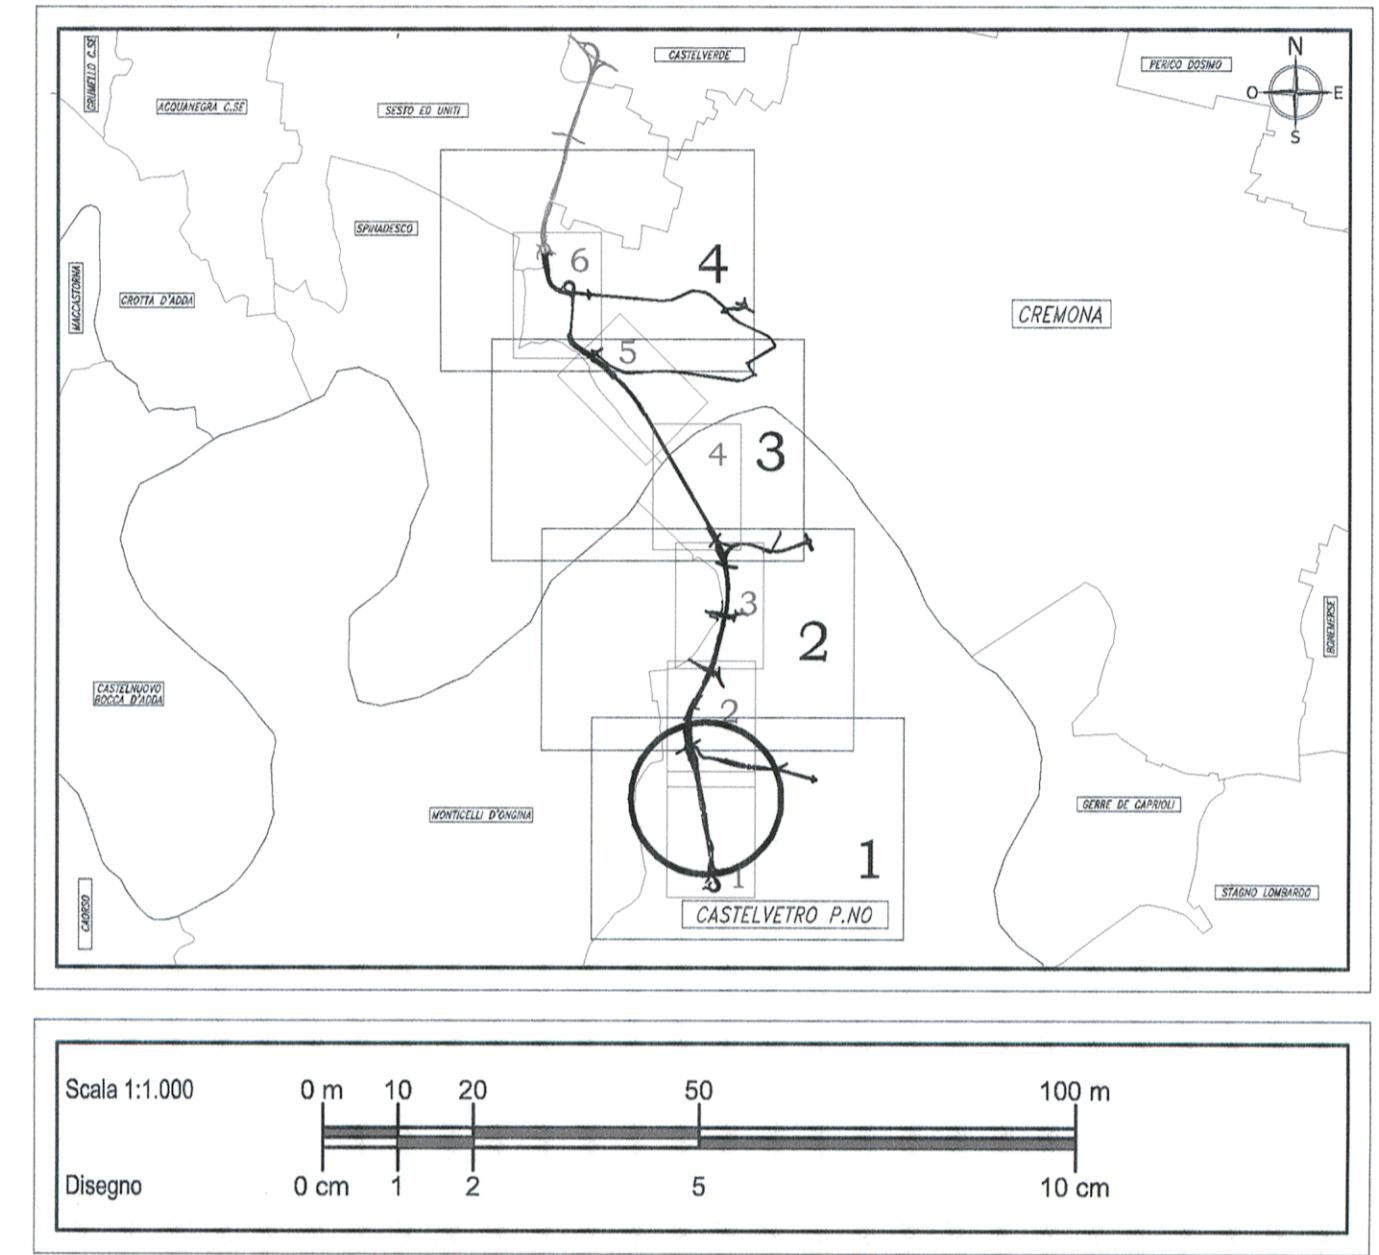 GRUMELLO C.SE
ACQUANEGRA C.SE
SESTO ED UNITI
CASTELVERDE
PERICO DOSIMO
N
O
E
S
SPINADESCO
MACCASTORNA
CROTTA D'ADDA
6
4
CREMONA
5
4
3
3
2
BONEMERSE
CASTELNUOVO
BOCCA D'ADDA
2
MONTICELLI D'ONGINA
GERRE DE CAPRIOLI
1
1
CAORSO
STAGNO LOMBARDO
CASTELVETRO P.NO
Scala 1:1.000 0 m 10 20 50 100 m
Disegno 0 cm 1 2 5 10 cm